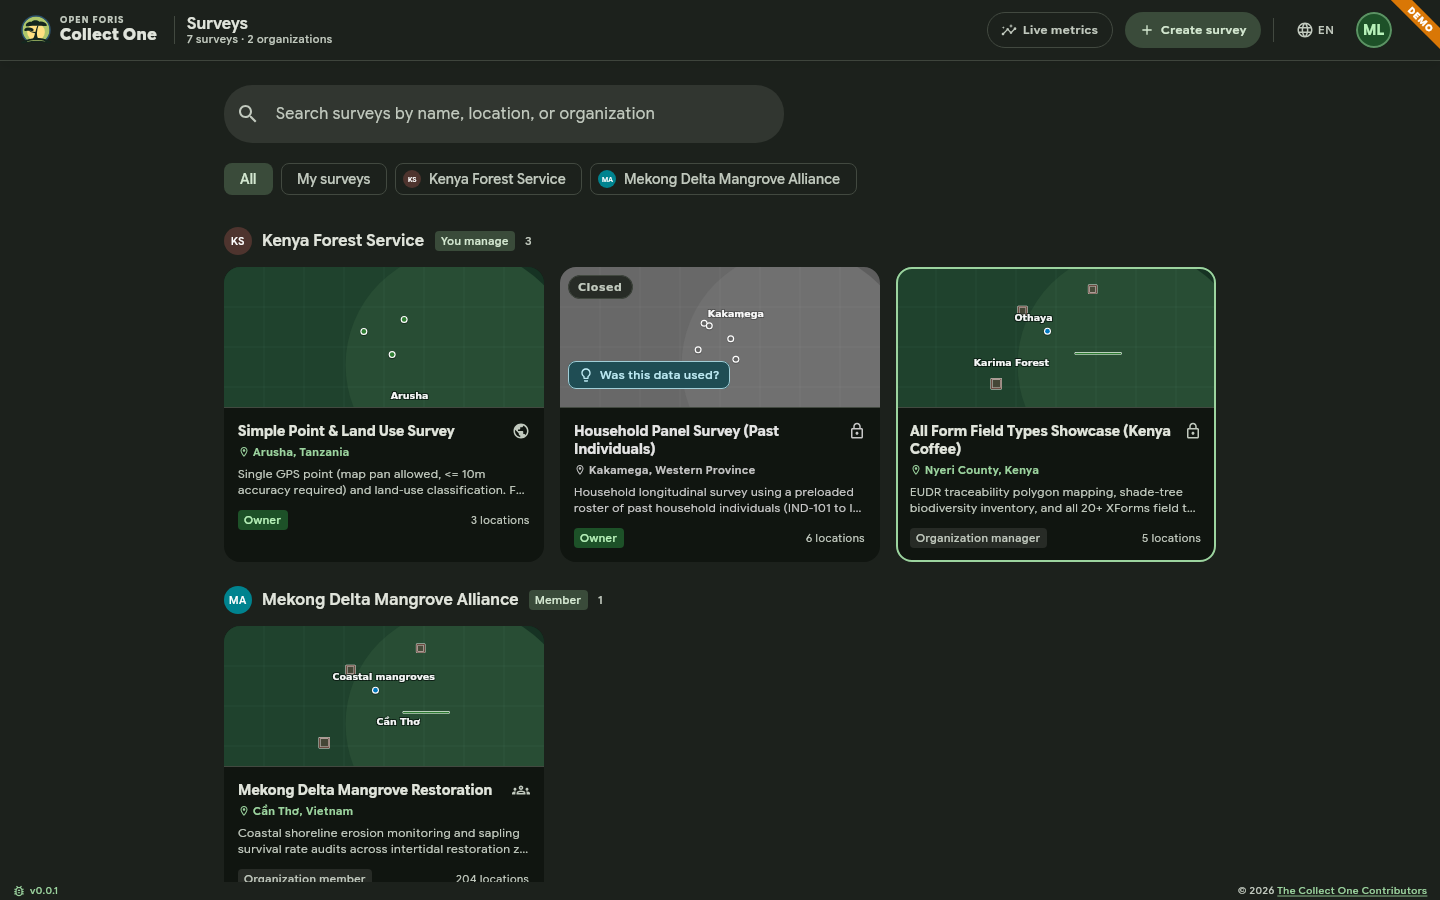 OPEN FORIS
Collect One
Surveys
7 surveys · 2 organizations
Live metrics
Create survey
EN
ML
DEMO
Search surveys by name, location, or organization
All
My surveys
KS
Kenya Forest Service
MA
Mekong Delta Mangrove Alliance
KS
Kenya Forest Service
You manage
3
Arusha
Simple Point & Land Use Survey
Arusha, Tanzania
Single GPS point (map pan allowed, <= 10m
accuracy required) and land-use classification. F...
Owner
3 locations
Closed
Kakamega
Was this data used?
Household Panel Survey (Past
Individuals)
Kakamega, Western Province
Household longitudinal survey using a preloaded
roster of past household individuals (IND-101 to I...
Owner
6 locations
Othaya
Karima Forest
All Form Field Types Showcase (Kenya
Coffee)
Nyeri County, Kenya
EUDR traceability polygon mapping, shade-tree
biodiversity inventory, and all 20+ XForms field t...
Organization manager
5 locations
MA
Mekong Delta Mangrove Alliance
Member
1
Coastal mangroves
Cần Thơ
Mekong Delta Mangrove Restoration
Cần Thơ, Vietnam
Coastal shoreline erosion monitoring and sapling
survival rate audits across intertidal restoration z...
Organization member
204 locations
v0.0.1
© 2026 The Collect One Contributors